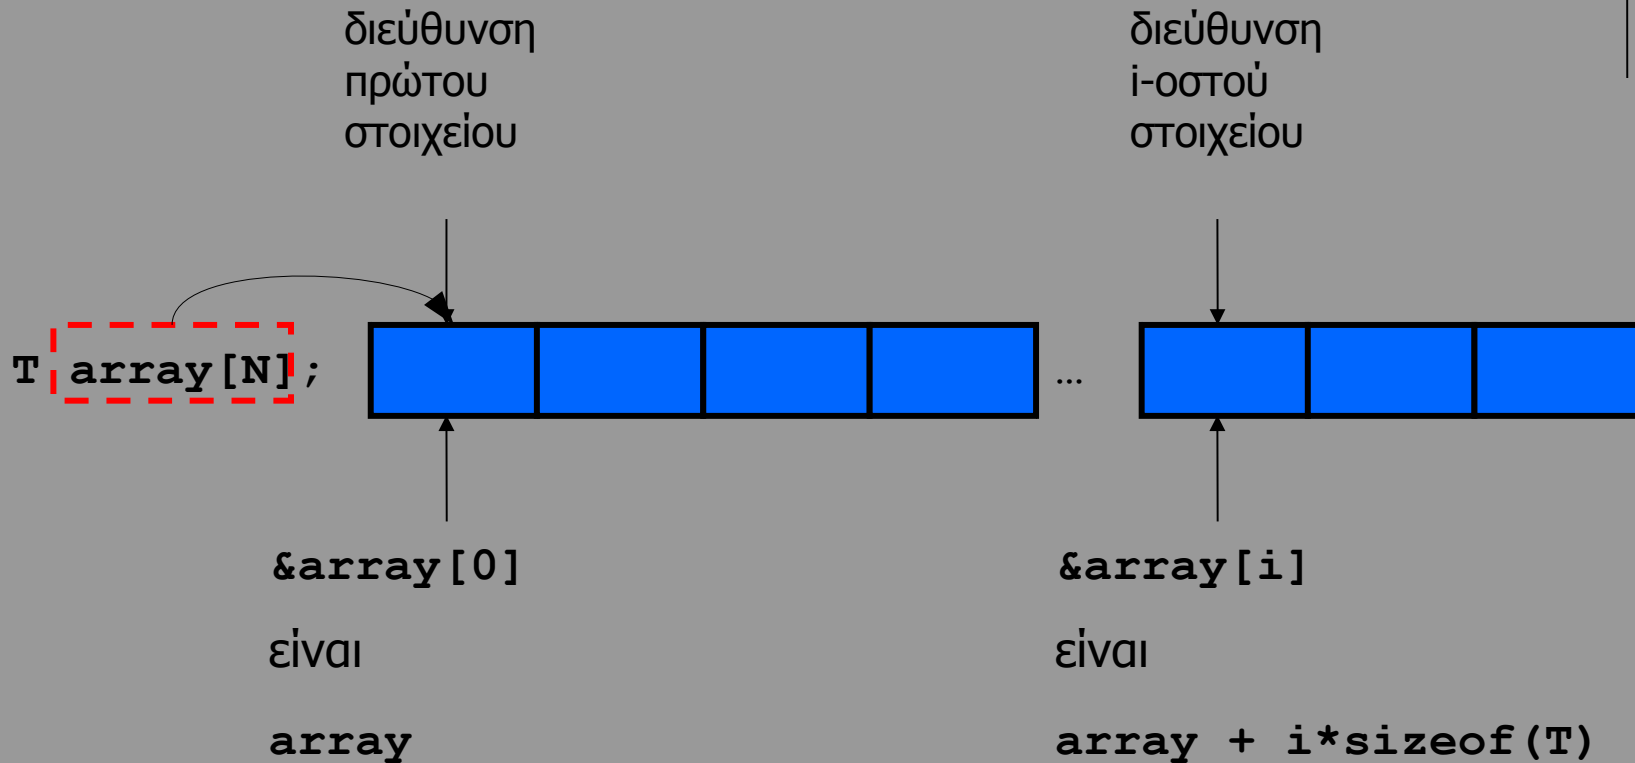 διεύθυνση
πρώτου
στοιχείου
διεύθυνση
i-οστού
στοιχείου
T array[N];
...
&array[0]
είναι
array
&array[i]
είναι
array + i*sizeof(T)